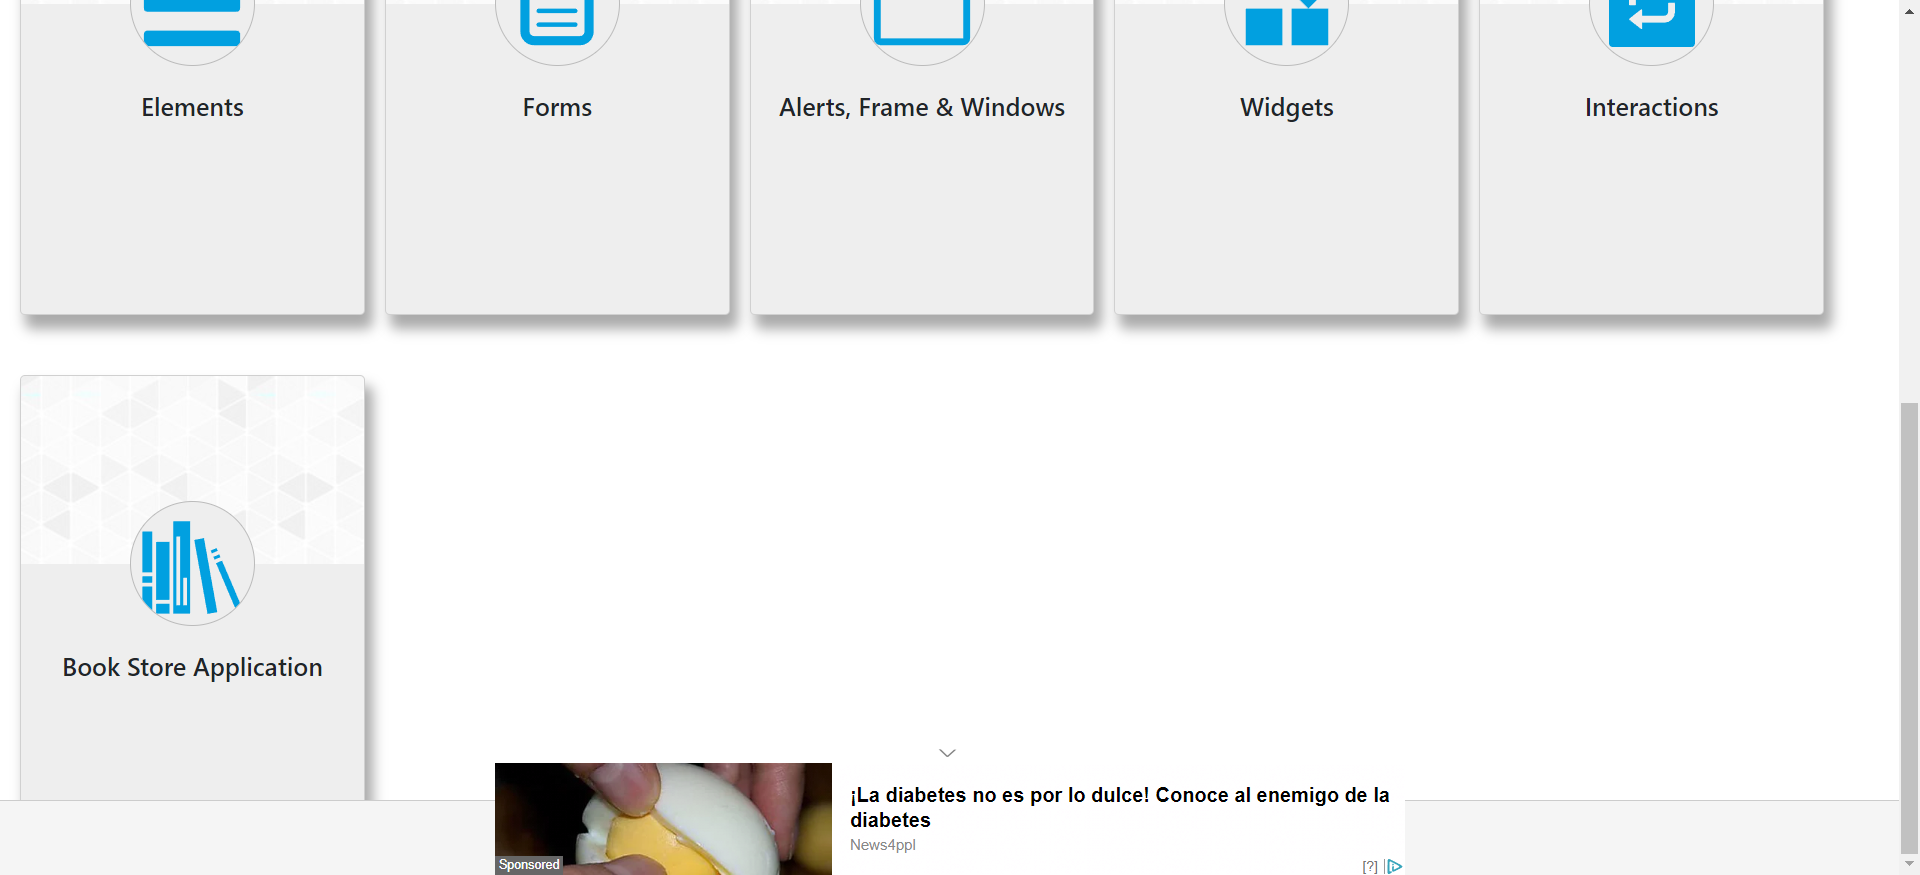 Elements
Forms
Alerts, Frame & Windows
Widgets
Interactions
Book Store Application
¡La diabetes no es por lo dulce! Conoce al enemigo de la
diabetes
News4ppl
Sponsored
[?]